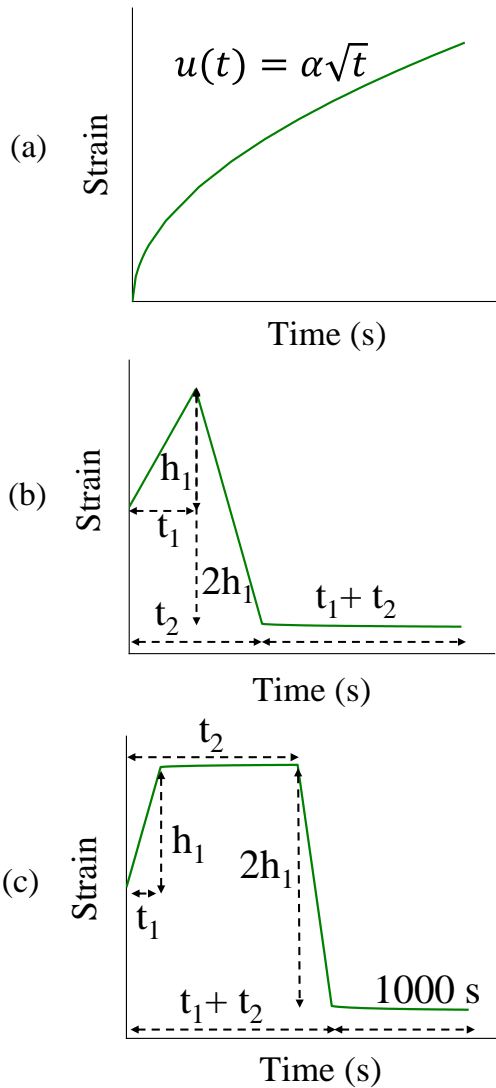 u(t) = α√t
(a)
Strain
Time (s)
h₁
(b)
Strain
t₁
2h₁
t₁+ t₂
t₂
Time (s)
t₂
h₁
2h₁
(c)
Strain
t₁
1000 s
t₁+ t₂
Time (s)